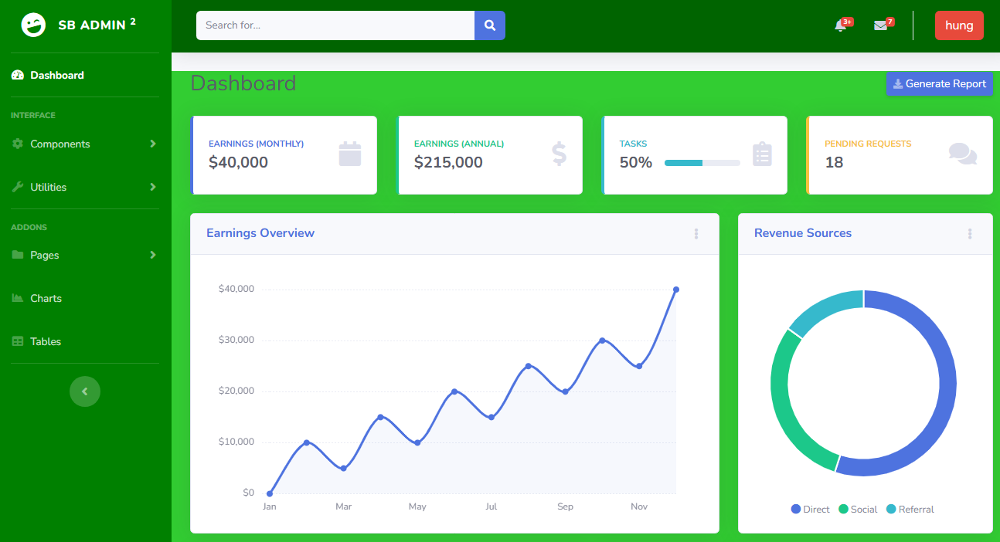 SB ADMIN 2
Search for...
3+
7
hung
Dashboard
INTERFACE
Components
Utilities
ADDONS
Pages
Charts
Tables
Dashboard
Generate Report
EARNINGS (MONTHLY)
$40,000
EARNINGS (ANNUAL)
$215,000
TASKS
50%
PENDING REQUESTS
18
Earnings Overview
$40,000
$30,000
$20,000
$10,000
$0
Jan Mar May Jul Sep Nov
Revenue Sources
Direct Social Referral